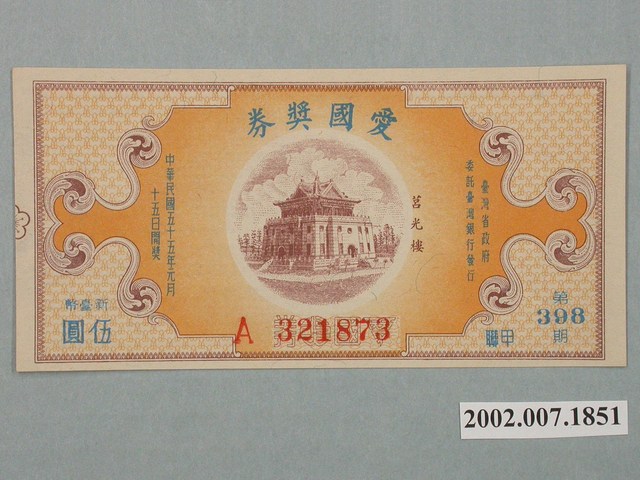 愛國獎券
臺灣省政府
委託臺灣銀行發行
莒光樓
中華民國五十五年元月
十五日開獎
新臺幣
伍圓
A 321873
第
398
期
甲聯
2002.007.1851